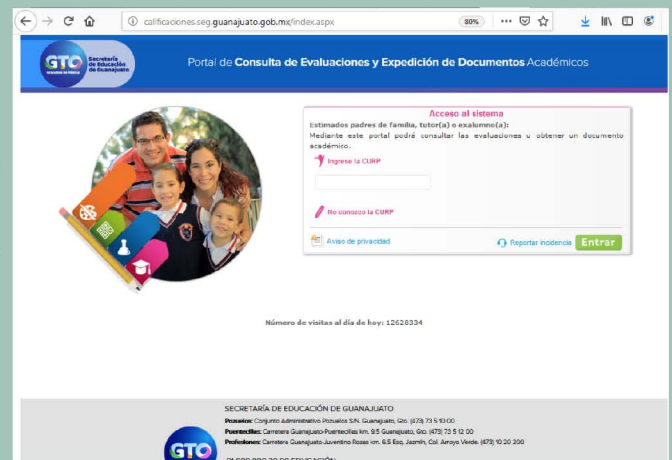 calificaciones.seg.guanajuato.gob.mx/index.aspx
80%
GTO
Secretaría
de Educación
de Guanajuato
Portal de Consulta de Evaluaciones y Expedición de Documentos Académicos
Acceso al sistema
Estimados padres de familia, tutor(a) o exalumno(a):
Mediante este portal podrá consultar las evaluaciones u obtener un documento
académico.
Ingrese la CURP
No conozco la CURP
Aviso de privacidad
Reportar incidencia
Entrar
Número de visitas al día de hoy: 12628334
SECRETARÍA DE EDUCACIÓN DE GUANAJUATO
Pozuelos: Conjunto Administrativo Pozuelos S/N. Guanajuato, Gto. (473) 73 5 10 00
Puentecillas: Carretera Guanajuato-Puentecillas km. 9.5 Guanajuato, Gto. (473) 73 5 12 00
Profesiones: Carretera Guanajuato-Juventino Rosas km. 6.5 Esq. Jazmín, Col. Arroyo Verde. (473) 10 20 200
GTO
EDUCACIÓN